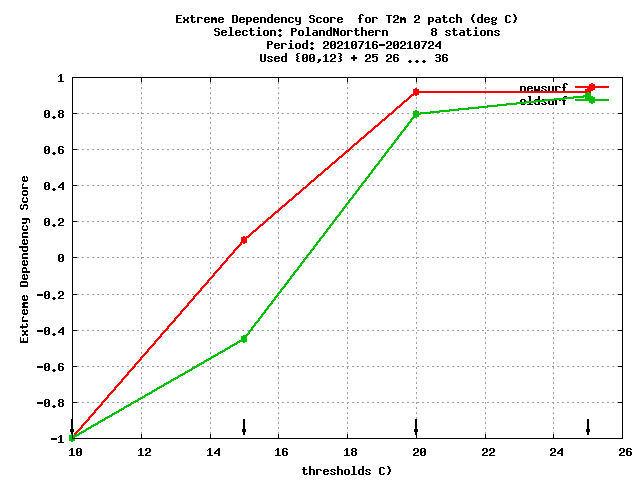 Extreme Dependency Score for T2m 2 patch (deg C)
Selection: PolandNorthern 8 stations
Period: 20210716-20210724
Used {00,12} + 25 26 ... 36
newsurf
oldsurf
1
0.8
0.6
0.4
0.2
0
-0.2
-0.4
-0.6
-0.8
-1
Extreme Dependency Score
10 12 14 16 18 20 22 24 26
thresholds C)